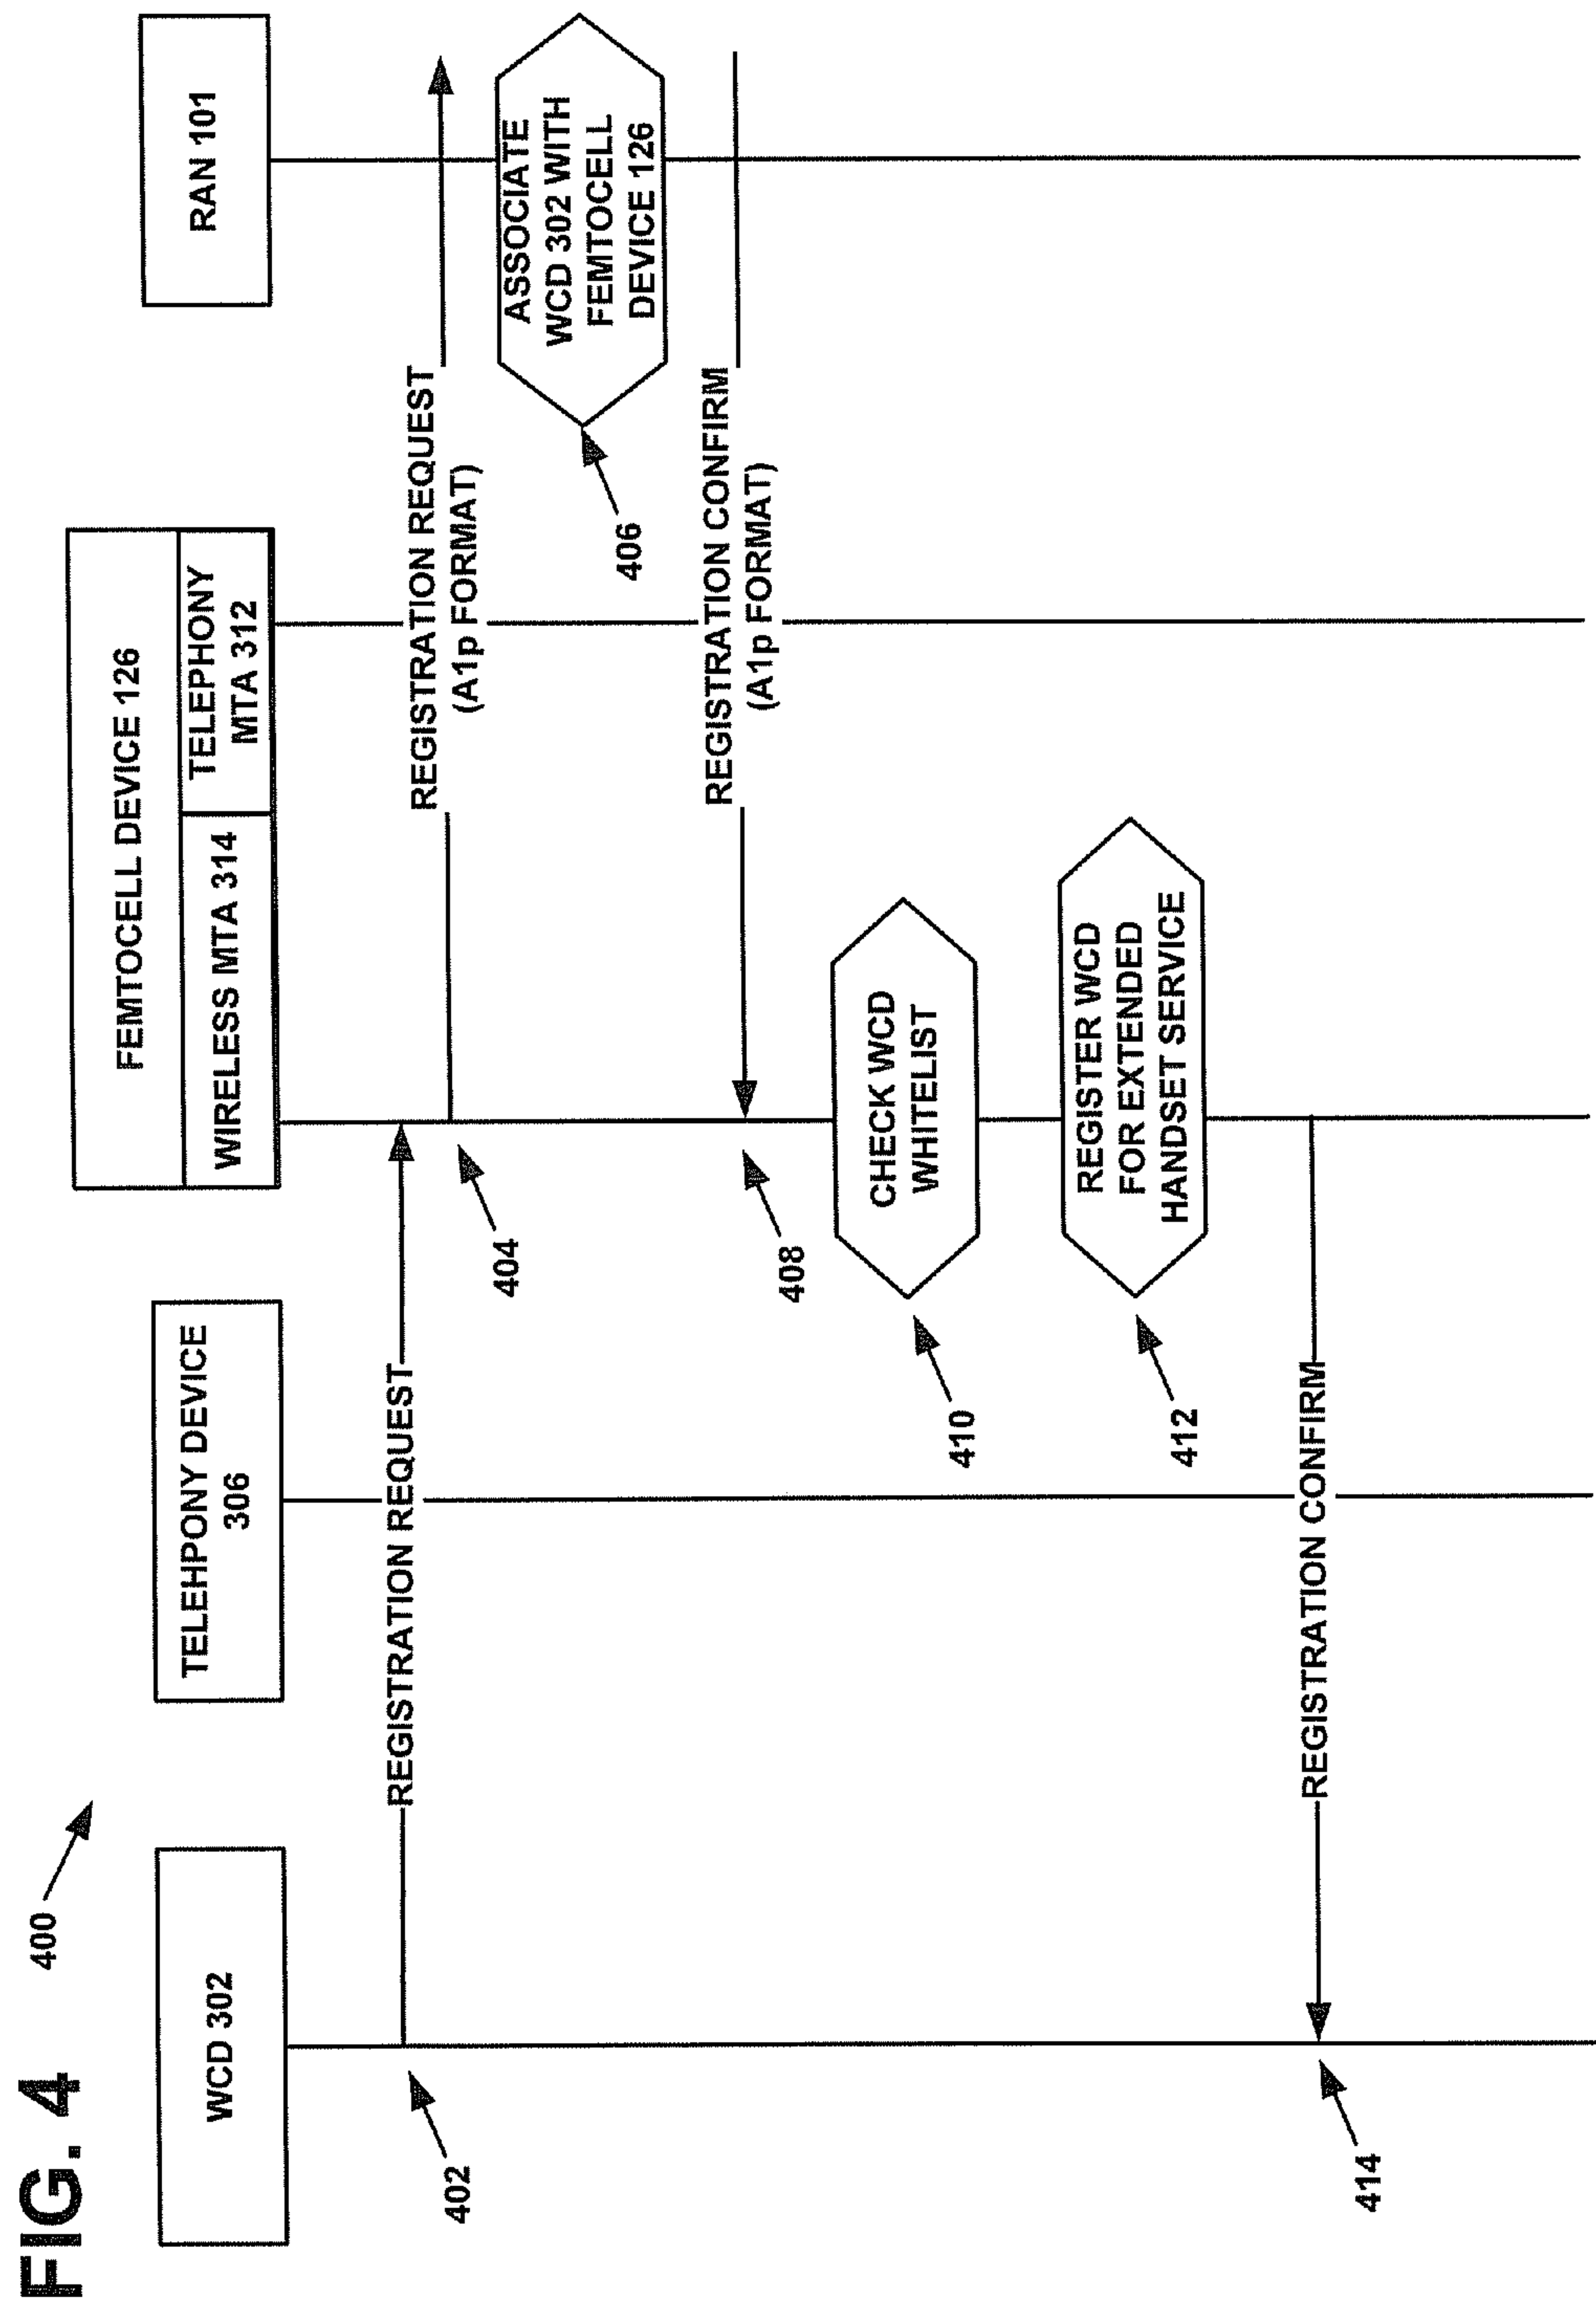 FIG. 4
400
WCD 302
TELEHPONY DEVICE
306
FEMTOCELL DEVICE 126
WIRELESS MTA 314
TELEPHONY
MTA 312
RAN 101
REGISTRATION REQUEST
402
REGISTRATION REQUEST
(A1p FORMAT)
404
ASSOCIATE
WCD 302 WITH
FEMTOCELL
DEVICE 126
406
REGISTRATION CONFIRM
(A1p FORMAT)
408
CHECK WCD
WHITELIST
410
REGISTER WCD
FOR EXTENDED
HANDSET SERVICE
412
REGISTRATION CONFIRM
414